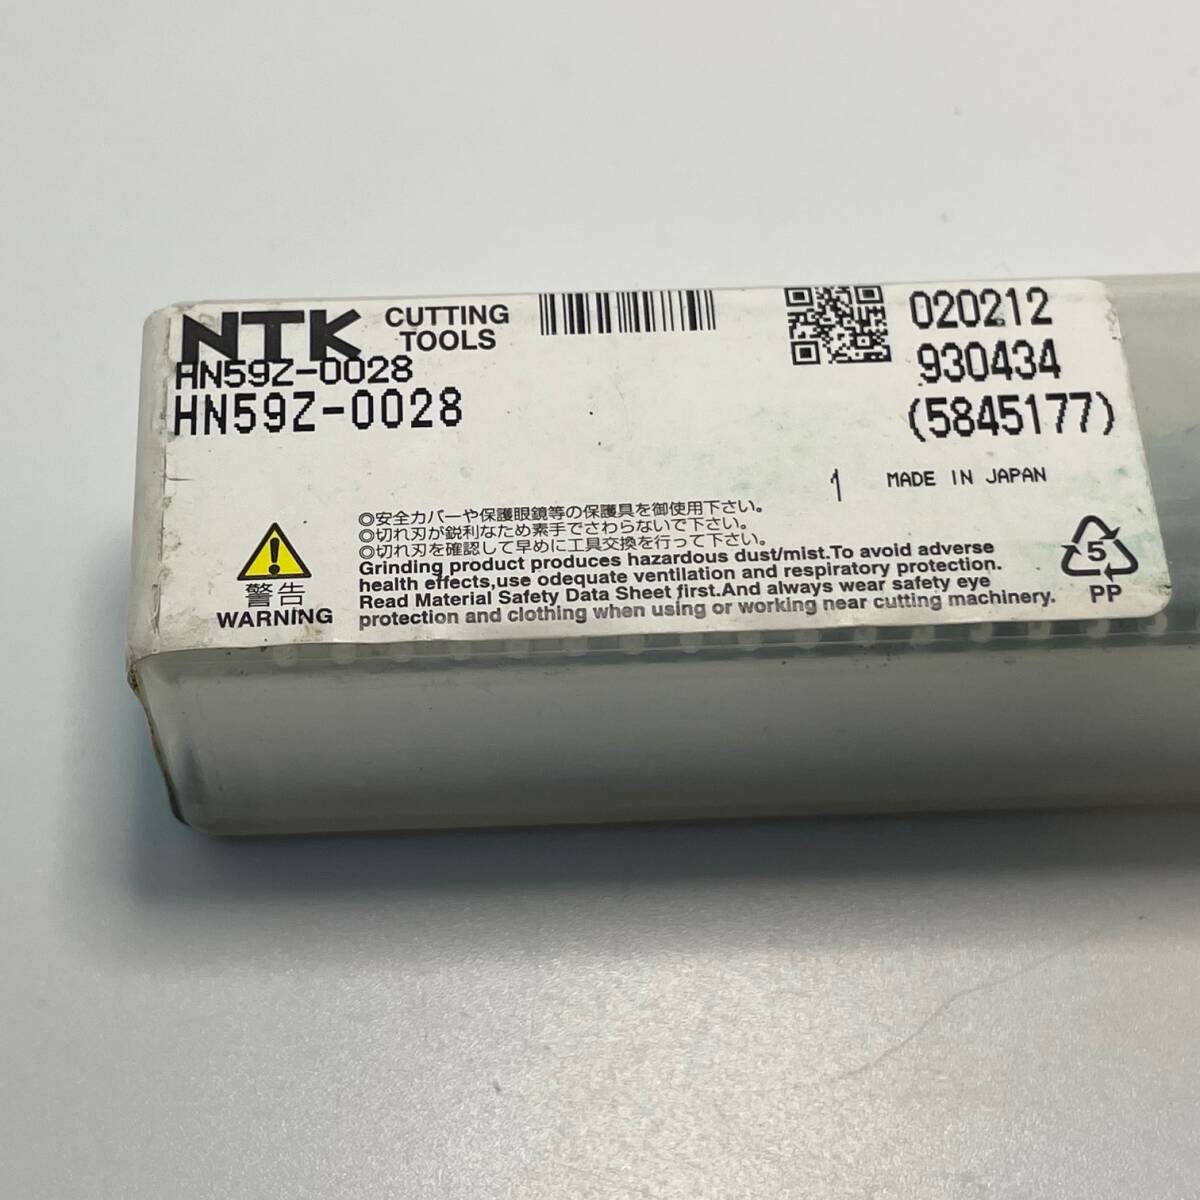 NTK CUTTING TOOLS
HN59Z-0028
HN59Z-0028
020212
930434
(5845177)
1 MADE IN JAPAN
警告
WARNING
◎安全カバーや保護眼鏡等の保護具を御使用下さい。
◎切れ刃が鋭利なため素手でさわらないで下さい。
◎切れ刃を確認して早めに工具交換を行って下さい。
Grinding product produces hazardous dust/mist.To avoid adverse
health effects,use odequate ventilation and respiratory protection.
Read Material Safety Data Sheet first.And always wear safety eye
protection and clothing when using or working near cutting machinery.
5
PP